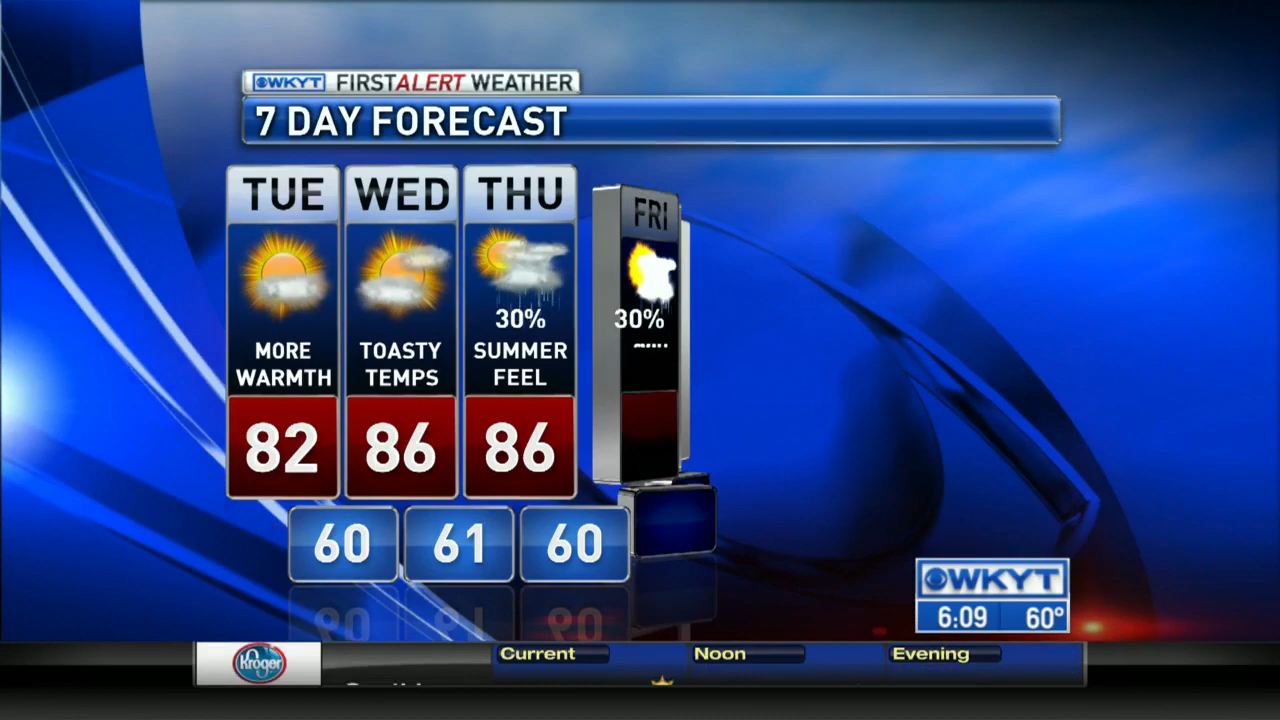 WKYT FIRSTALERT WEATHER
7 DAY FORECAST
TUE WED THU FRI
30% 30%
MORE WARMTH
TOASTY TEMPS
SUMMER FEEL
82 86 86
60 61 60
WKYT
6:09 60°
Kroger
Current Noon Evening